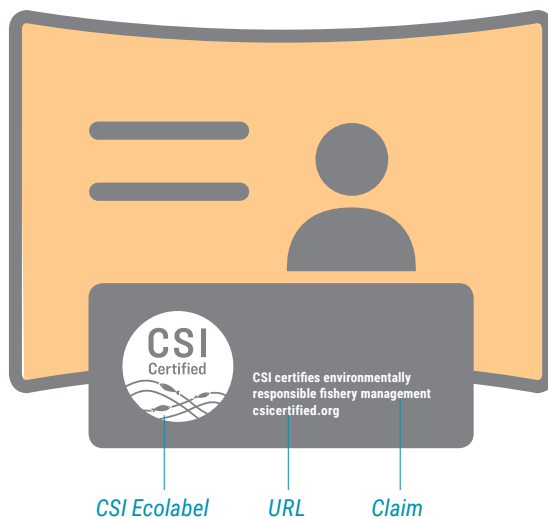 CSI
Certified
CSI certifies environmentally
responsible fishery management
csicertified.org
CSI Ecolabel URL Claim